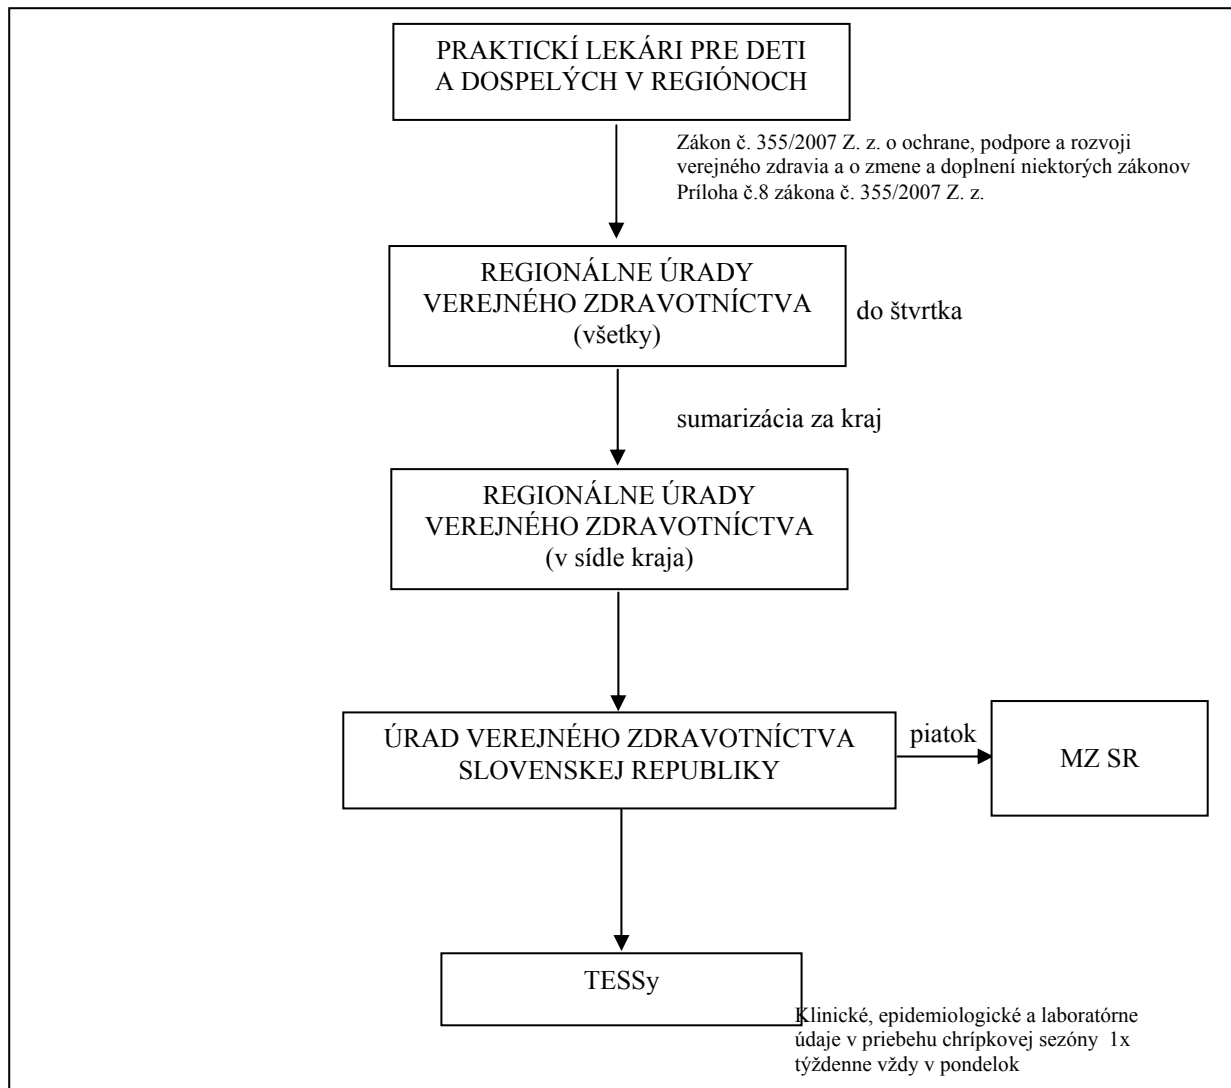 PRAKTICKÍ LEKÁRI PRE DETI
A DOSPELÝCH V REGIÓNOCH
Zákon č. 355/2007 Z. z. o ochrane, podpore a rozvoji
verejného zdravia a o zmene a doplnení niektorých zákonov
Príloha č.8 zákona č. 355/2007 Z. z.
REGIONÁLNE ÚRADY
VEREJNÉHO ZDRAVOTNÍCTVA
(všetky)
do štvrtka
sumarizácia za kraj
REGIONÁLNE ÚRADY
VEREJNÉHO ZDRAVOTNÍCTVA
(v sídle kraja)
ÚRAD VEREJNÉHO ZDRAVOTNÍCTVA
SLOVENSKEJ REPUBLIKY
piatok
MZ SR
TESSy
Klinické, epidemiologické a laboratórne
údaje v priebehu chrípkovej sezóny 1x
týždenne vždy v pondelok